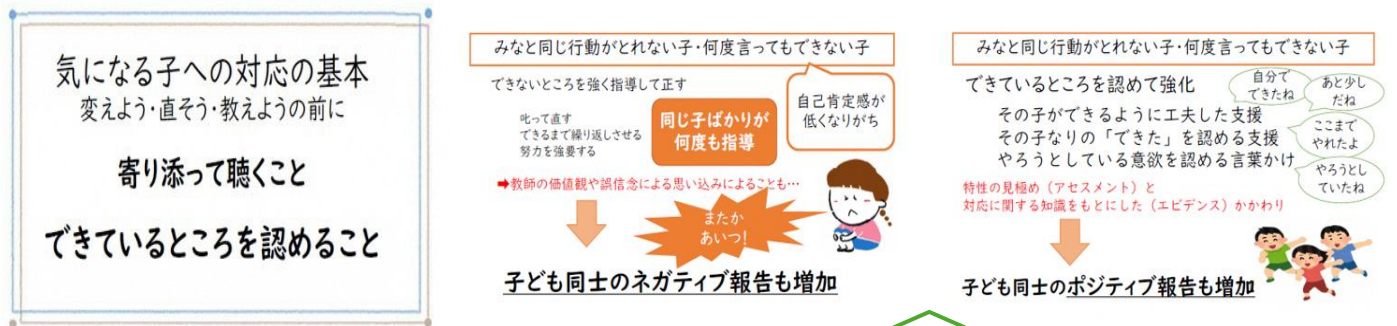 気になる子への対応の基本
変えよう・直そう・教えようの前に
寄り添って聴くこと
できているところを認めること
みなと同じ行動がとれない子・何度言ってもできない子
できないところを強く指導して正す
叱って直す
できるまで繰り返しさせる
努力を強要する
同じ子ばかりが
何度も指導
自己肯定感が
低くなりがち
➡教師の価値観や誤信念による思い込みによることも…
またか
あいつ!
子ども同士のネガティブ報告も増加
みなと同じ行動がとれない子・何度言ってもできない子
できているところを認めて強化
自分で
できたね
あと少し
だね
その子ができるように工夫した支援
その子なりの「できた」を認める支援
やろうとしている意欲を認める言葉かけ
ここまで
やれたよ
やろうとし
ていたね
特性の見極め（アセスメント）と
対応に関する知識をもとにした（エビデンス）かかわり
子ども同士のポジティブ報告も増加